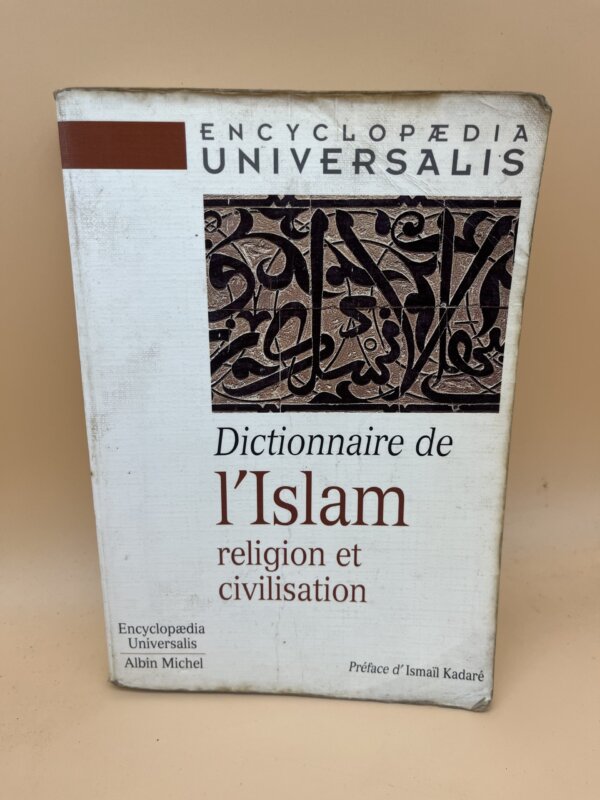 ENCYCLOPÆDIA
UNIVERSALIS
Dictionnaire de
l'Islam
religion et
civilisation
Encyclopædia
Universalis
Albin Michel
Préface d' Ismaïl Kadaré